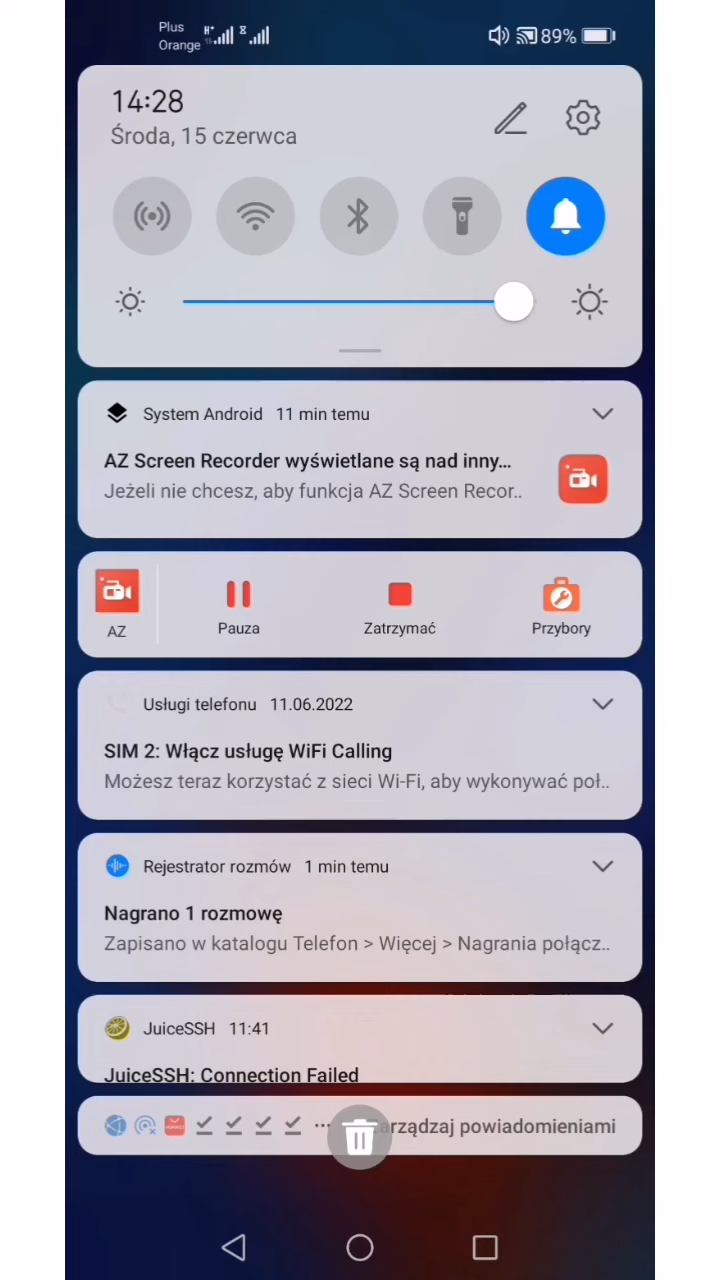 Plus
Orange
89%
14:28
Środa, 15 czerwca
System Android 11 min temu
AZ Screen Recorder wyświetlane są nad inny...
Jeżeli nie chcesz, aby funkcja AZ Screen Recor..
AZ
Pauza
Zatrzymać
Przybory
Usługi telefonu 11.06.2022
SIM 2: Włącz usługę WiFi Calling
Możesz teraz korzystać z sieci Wi-Fi, aby wykonywać poł..
Rejestrator rozmów 1 min temu
Nagrano 1 rozmowę
Zapisano w katalogu Telefon > Więcej > Nagrania połącz..
JuiceSSH 11:41
JuiceSSH: Connection Failed
arządzaj powiadomieniami